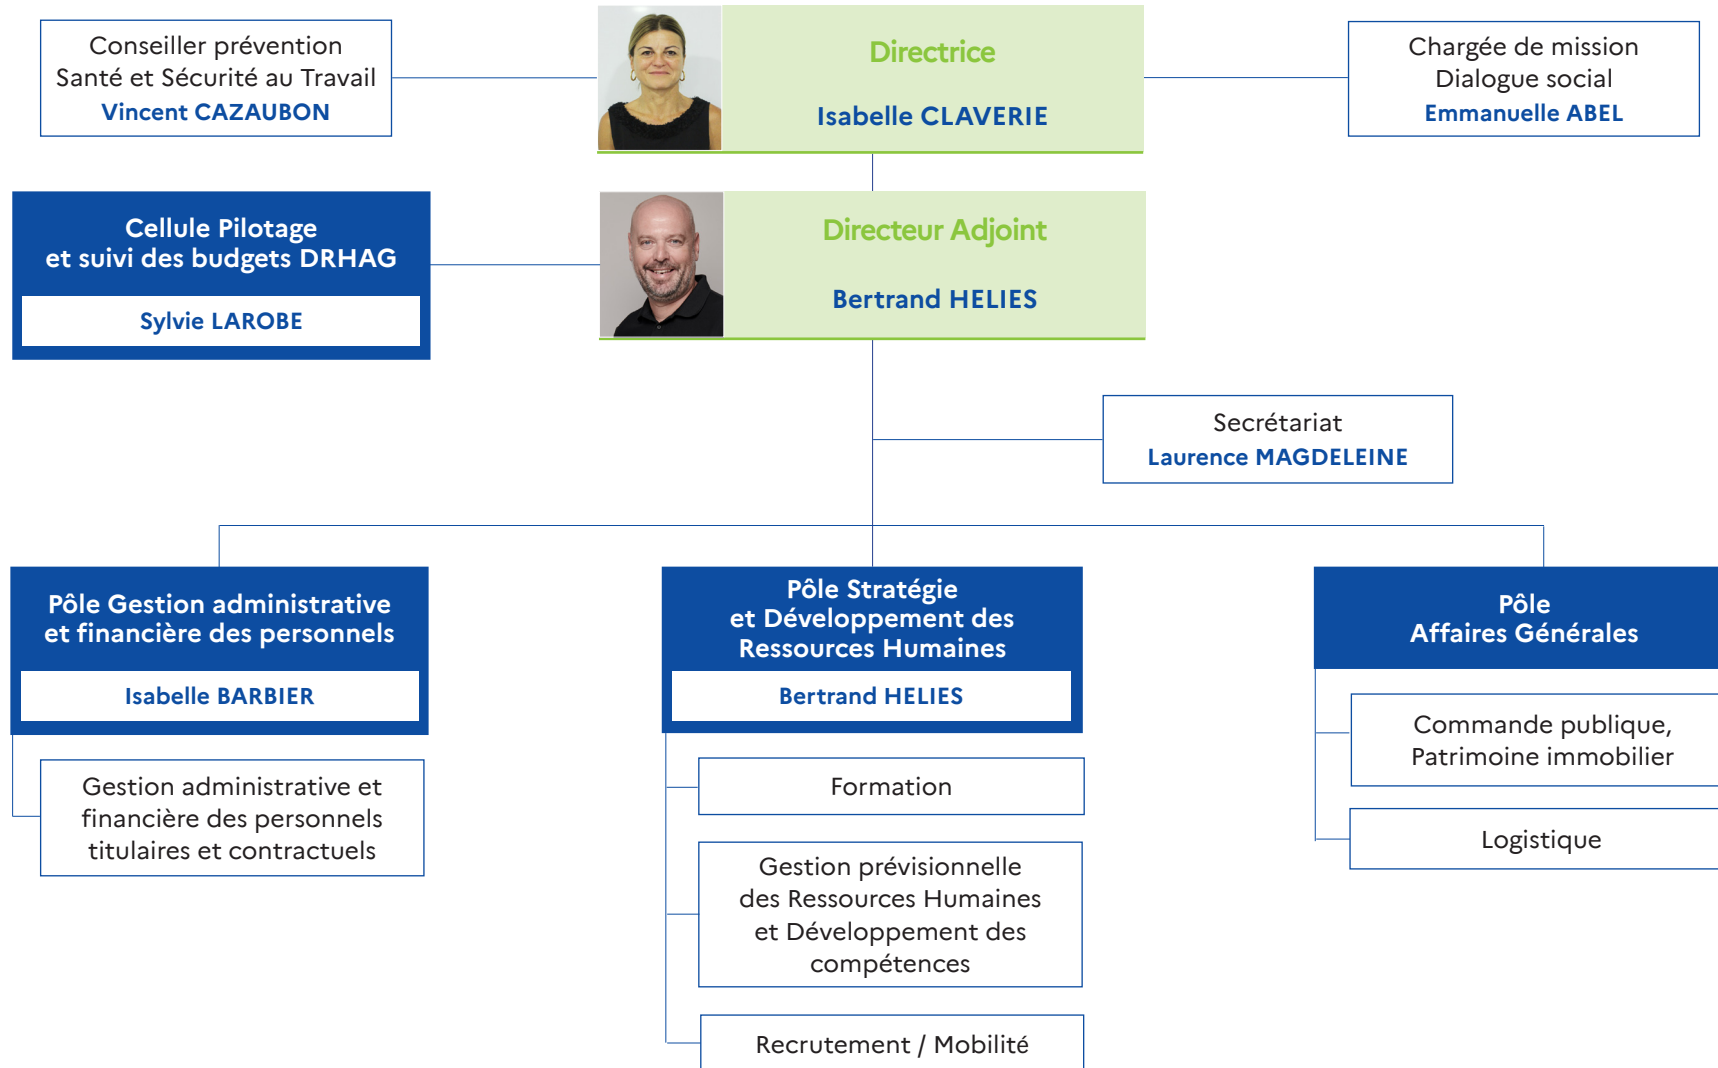 Conseiller prévention
Santé et Sécurité au Travail
Vincent CAZAUBON
Directrice
Isabelle CLAVERIE
Chargée de mission
Dialogue social
Emmanuelle ABEL
Cellule Pilotage
et suivi des budgets DRHAG
Sylvie LAROBE
Directeur Adjoint
Bertrand HELIES
Secrétariat
Laurence MAGDELEINE
Pôle Gestion administrative
et financière des personnels
Isabelle BARBIER
Gestion administrative et
financière des personnels
titulaires et contractuels
Pôle Stratégie
et Développement des
Ressources Humaines
Bertrand HELIES
Formation
Gestion prévisionnelle
des Ressources Humaines
et Développement des
compétences
Recrutement / Mobilité
Pôle
Affaires Générales
Commande publique,
Patrimoine immobilier
Logistique